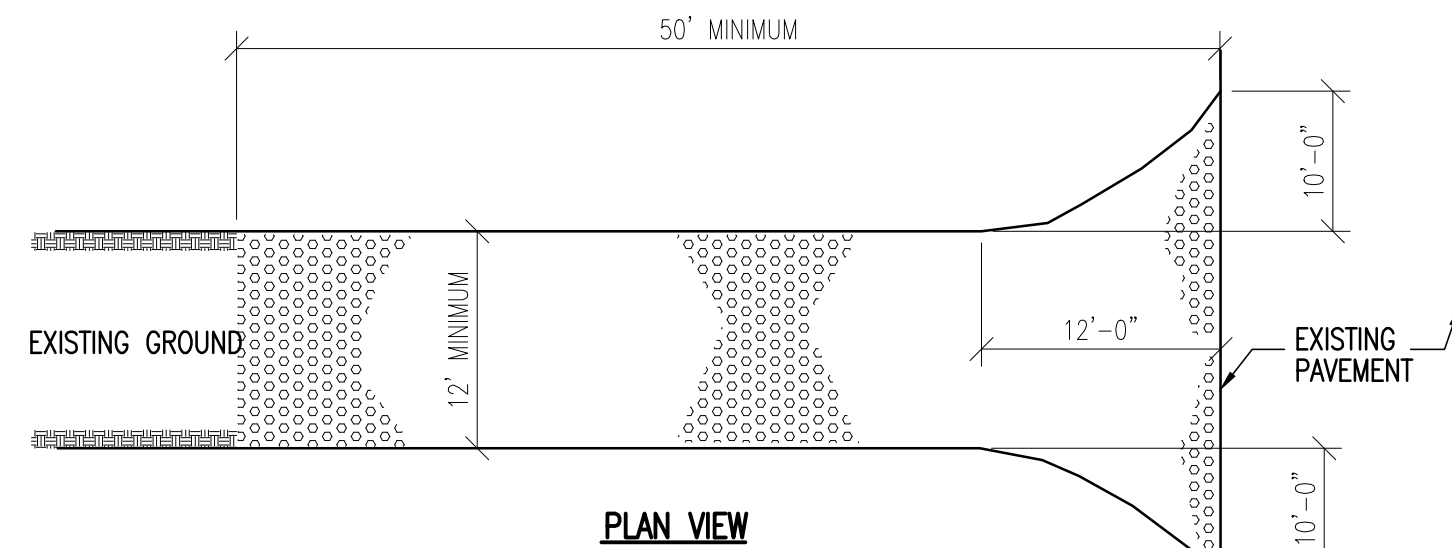 50' MINIMUM
10'-0"
12' MINIMUM
12'-0"
EXISTING GROUND
EXISTING
PAVEMENT
10'-0"
PLAN VIEW